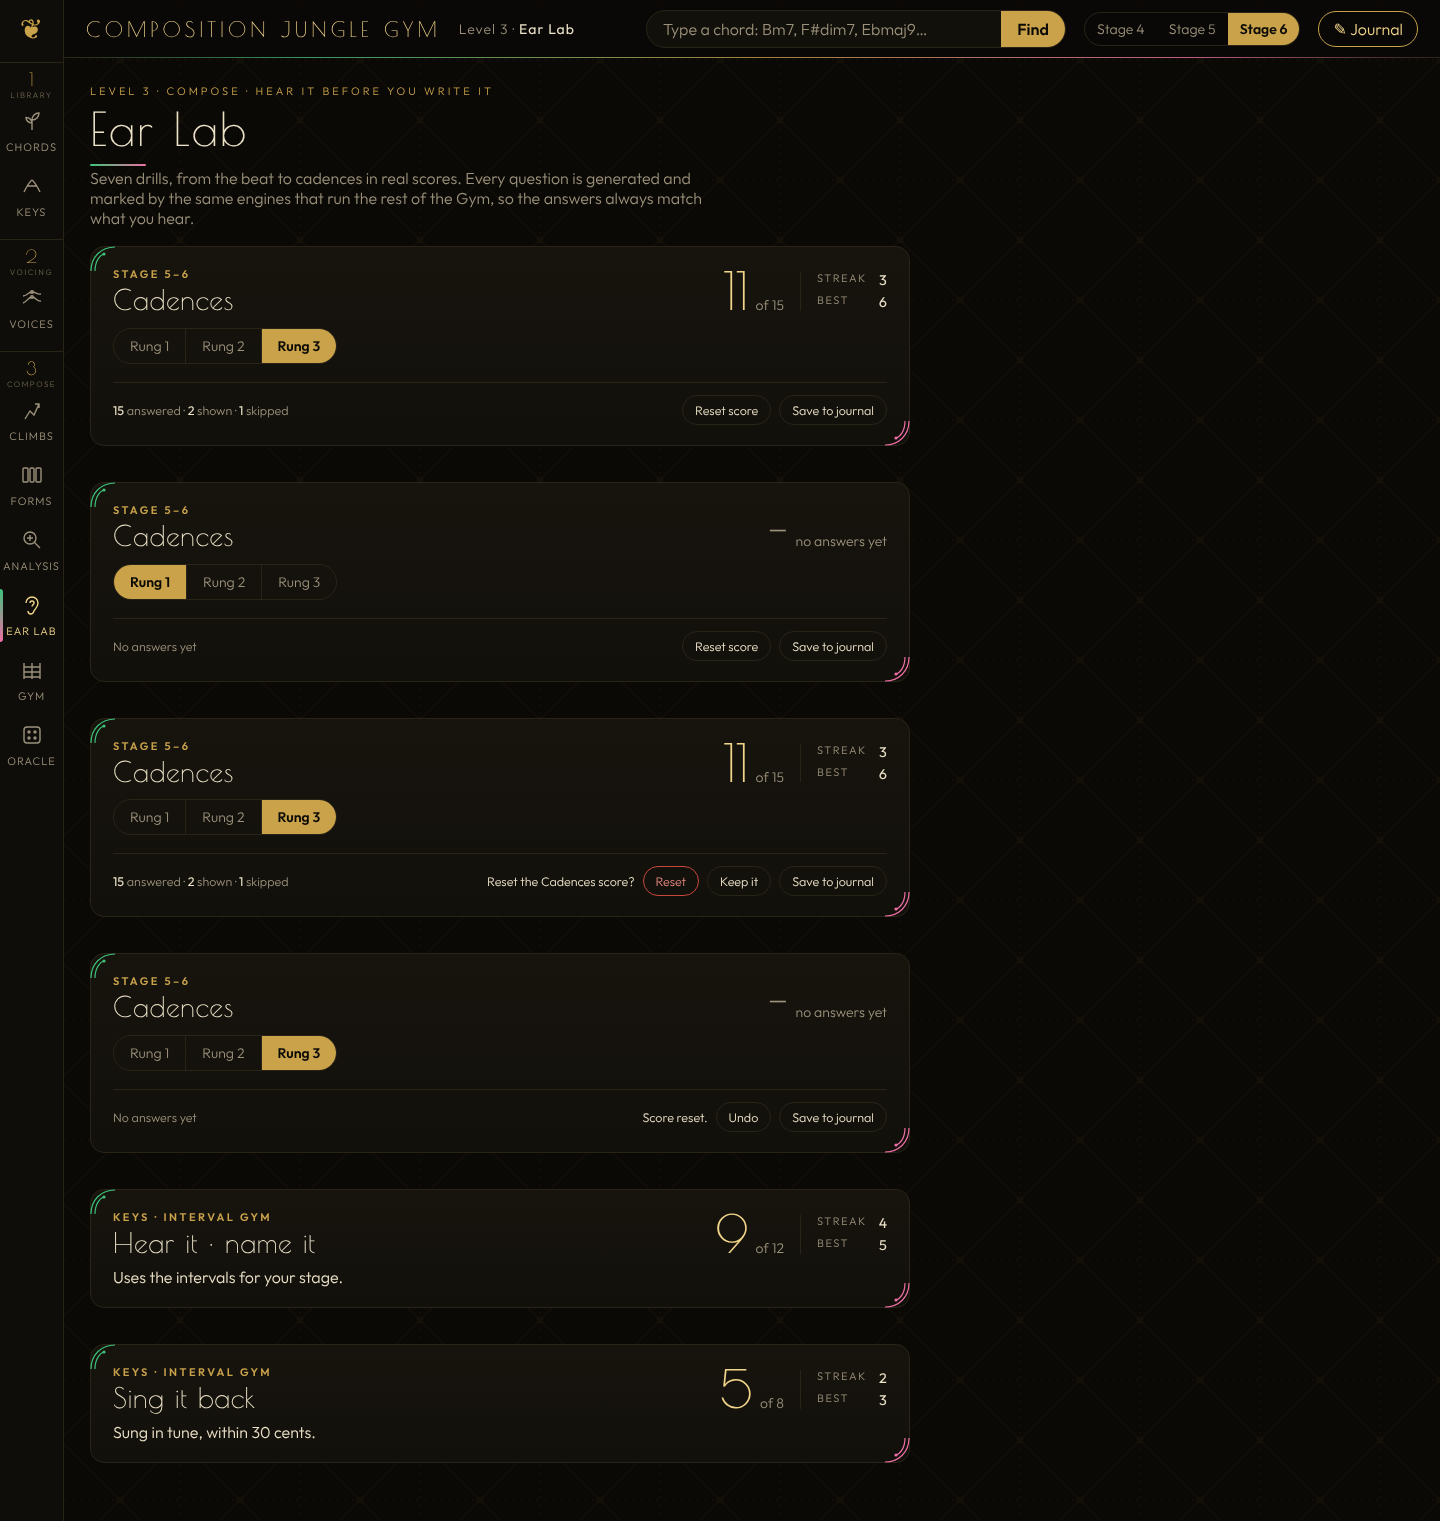 COMPOSITION JUNGLE GYM
Level 3 · Ear Lab
Type a chord: Bm7, F#dim7, Ebmaj9...
Find
Stage 4
Stage 5
Stage 6
✎ Journal
1
LIBRARY
CHORDS
KEYS
2
VOICING
VOICES
3
COMPOSE
CLIMBS
FORMS
ANALYSIS
EAR LAB
GYM
ORACLE
LEVEL 3 · COMPOSE · HEAR IT BEFORE YOU WRITE IT
Ear Lab
Seven drills, from the beat to cadences in real scores. Every question is generated and
marked by the same engines that run the rest of the Gym, so the answers always match
what you hear.
STAGE 5–6
Cadences
11 of 15
STREAK 3
BEST 6
Rung 1
Rung 2
Rung 3
15 answered · 2 shown · 1 skipped
Reset score
Save to journal
STAGE 5–6
Cadences
– no answers yet
Rung 1
Rung 2
Rung 3
No answers yet
Reset score
Save to journal
STAGE 5–6
Cadences
11 of 15
STREAK 3
BEST 6
Rung 1
Rung 2
Rung 3
15 answered · 2 shown · 1 skipped
Reset the Cadences score?
Reset
Keep it
Save to journal
STAGE 5–6
Cadences
– no answers yet
Rung 1
Rung 2
Rung 3
No answers yet
Score reset.
Undo
Save to journal
KEYS · INTERVAL GYM
Hear it · name it
9 of 12
STREAK 4
BEST 5
Uses the intervals for your stage.
KEYS · INTERVAL GYM
Sing it back
5 of 8
STREAK 2
BEST 3
Sung in tune, within 30 cents.